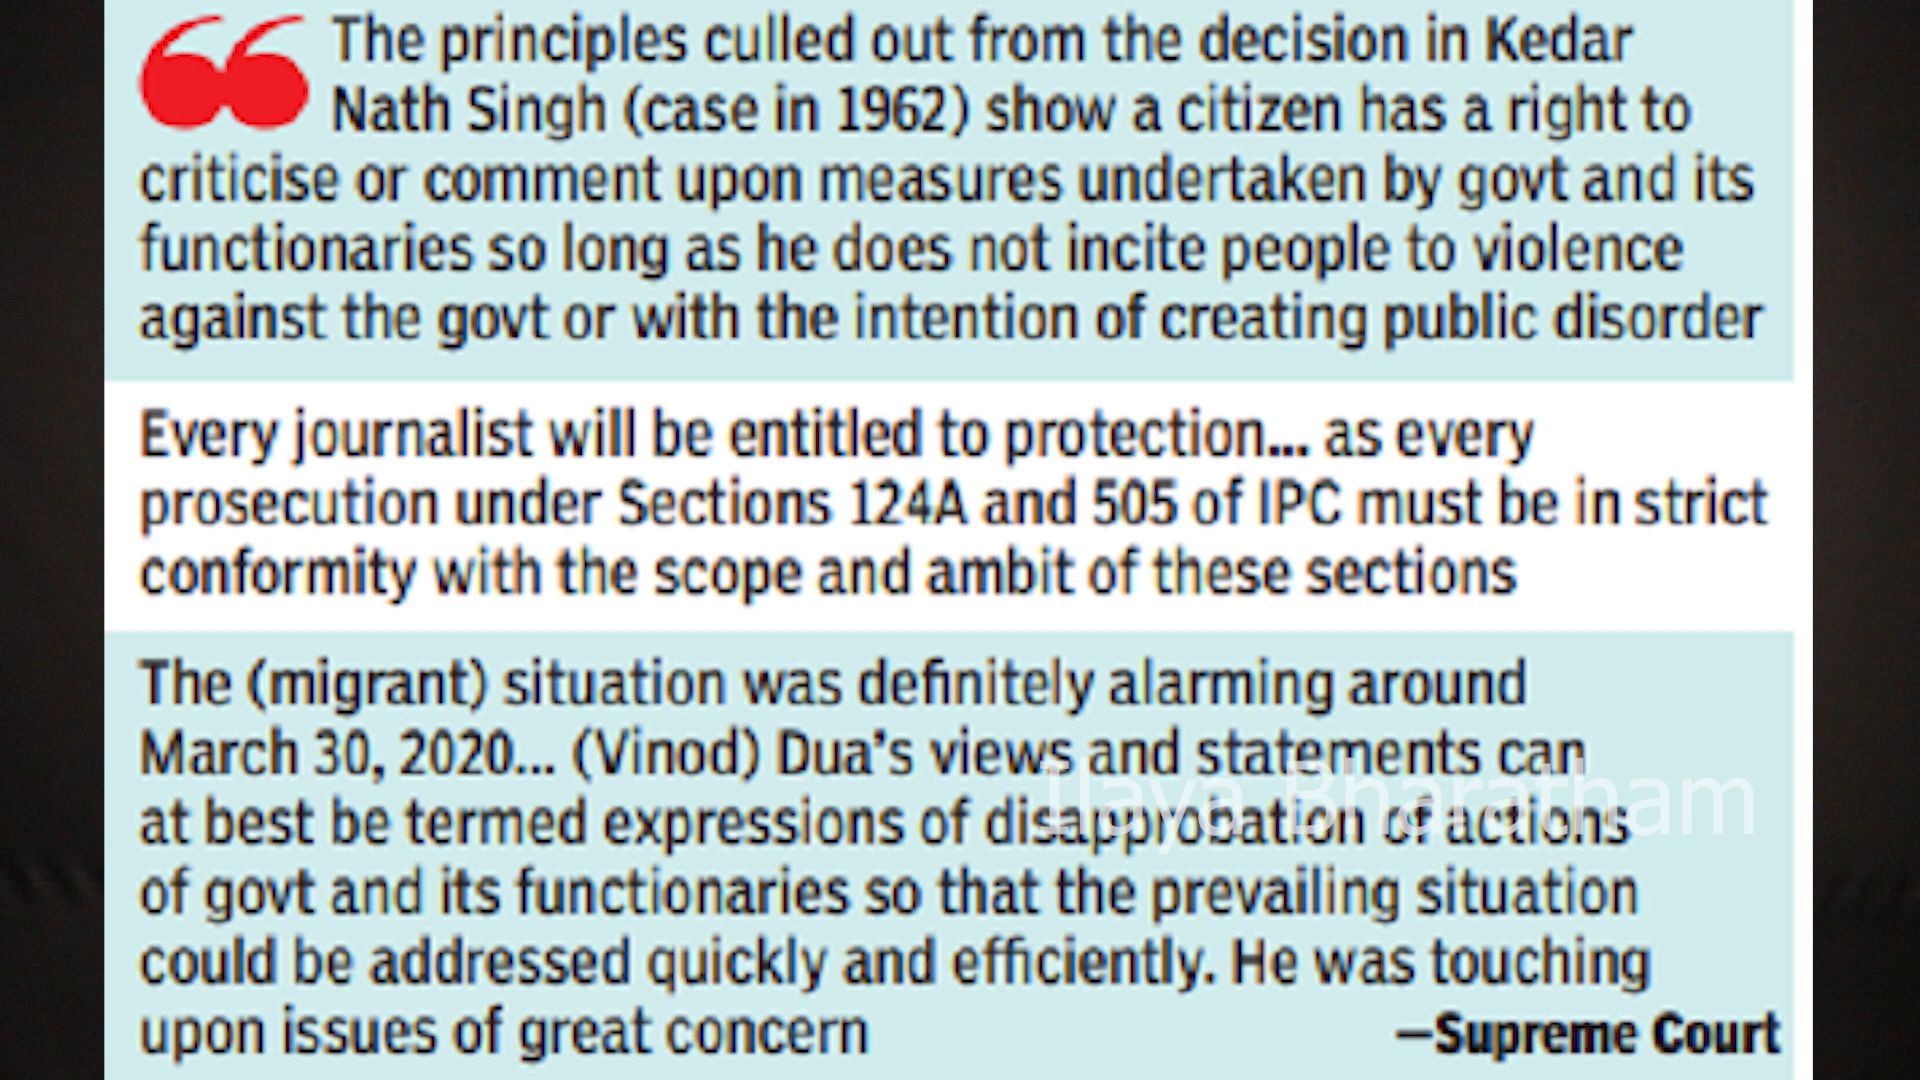 The principles culled out from the decision in Kedar
Nath Singh (case in 1962) show a citizen has a right to
criticise or comment upon measures undertaken by govt and its
functionaries so long as he does not incite people to violence
against the govt or with the intention of creating public disorder
Every journalist will be entitled to protection... as every
prosecution under Sections 124A and 505 of IPC must be in strict
conformity with the scope and ambit of these sections
The (migrant) situation was definitely alarming around
March 30, 2020... (Vinod) Dua's views and statements can
at best be termed expressions of disapprobation of actions
Ilaya Bharatham
of govt and its functionaries so that the prevailing situation
could be addressed quickly and efficiently. He was touching
upon issues of great concern
—Supreme Court